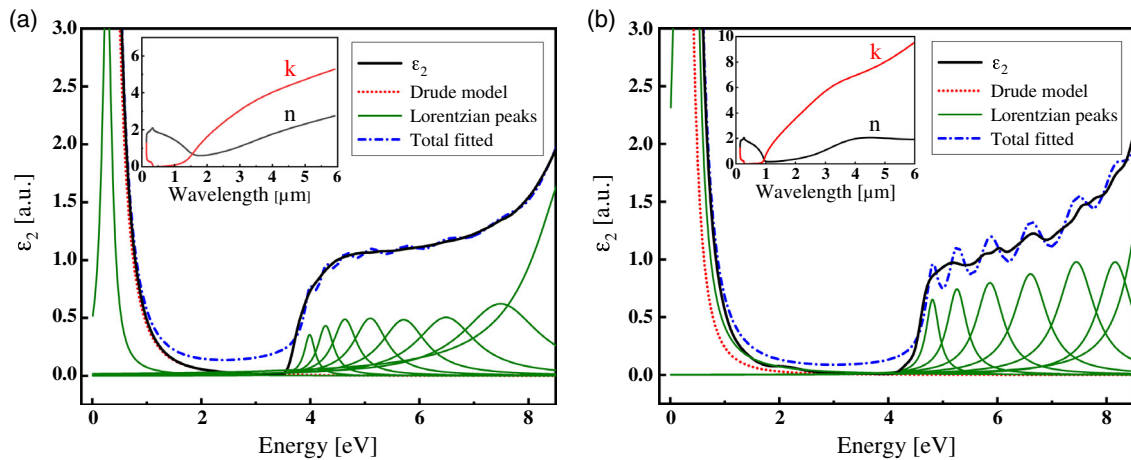 (a)
3.0
2.5
2.0
1.5
1.0
0.5
0.0
ε2 [a.u.]
0 2 4 6 8
Energy [eV]
6
4
2
0
0 1 2 3 4 5 6
Wavelength [µm]
k
n
ε2
Drude model
Lorentzian peaks
Total fitted
(b)
3.0
2.5
2.0
1.5
1.0
0.5
0.0
ε2 [a.u.]
0 2 4 6 8
Energy [eV]
10
8
6
4
2
0
0 1 2 3 4 5 6
Wavelength [µm]
k
n
ε2
Drude model
Lorentzian peaks
Total fitted